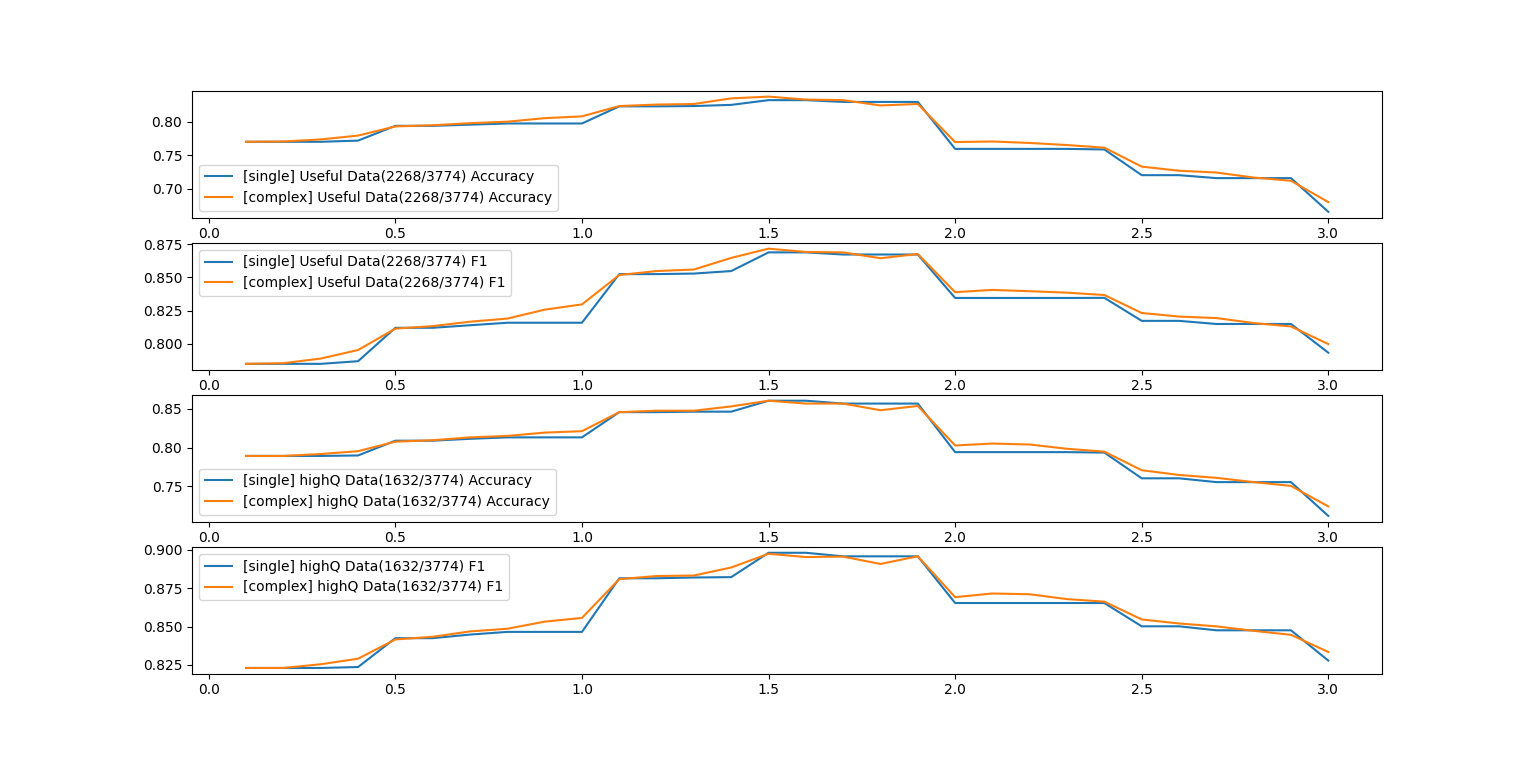 0.80
0.75
0.70
[single] Useful Data(2268/3774) Accuracy
[complex] Useful Data(2268/3774) Accuracy
0.0 0.5 1.0 1.5 2.0 2.5 3.0
0.875
0.850
0.825
0.800
[single] Useful Data(2268/3774) F1
[complex] Useful Data(2268/3774) F1
0.0 0.5 1.0 1.5 2.0 2.5 3.0
0.85
0.80
0.75
[single] highQ Data(1632/3774) Accuracy
[complex] highQ Data(1632/3774) Accuracy
0.0 0.5 1.0 1.5 2.0 2.5 3.0
0.900
0.875
0.850
0.825
[single] highQ Data(1632/3774) F1
[complex] highQ Data(1632/3774) F1
0.0 0.5 1.0 1.5 2.0 2.5 3.0